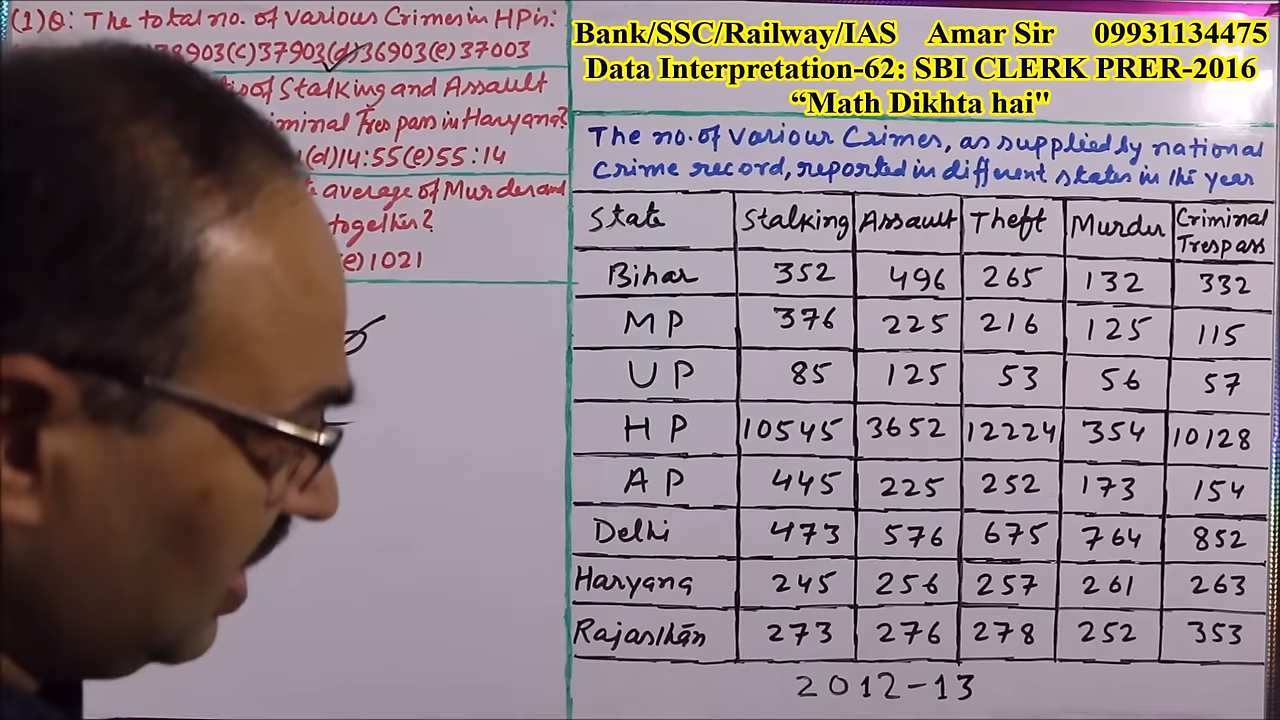 (1)Q: The total no. of various Crimes in HP is:
38903(c)37903(d)36903(e)37003
of Stalking and Assault
Criminal Trespass in Haryana?
(d)14:55(e)55:14
average of Murder and
together?
(e)1021
Bank/SSC/Railway/IAS Amar Sir 09931134475
Data Interpretation-62: SBI CLERK PRER-2016
“Math Dikhta hai"
The no. of various Crimes, as supplied by national
Crime record, reported in different states in the year
State Stalking Assault Theft Murder Criminal Trespass
Bihar 352 496 265 132 332
MP 376 225 216 125 115
UP 85 125 53 56 57
HP 10545 3652 12224 354 10128
AP 445 225 252 173 154
Delhi 473 576 675 764 852
Haryana 245 256 257 261 263
Rajasthān 273 276 278 252 353
2012-13